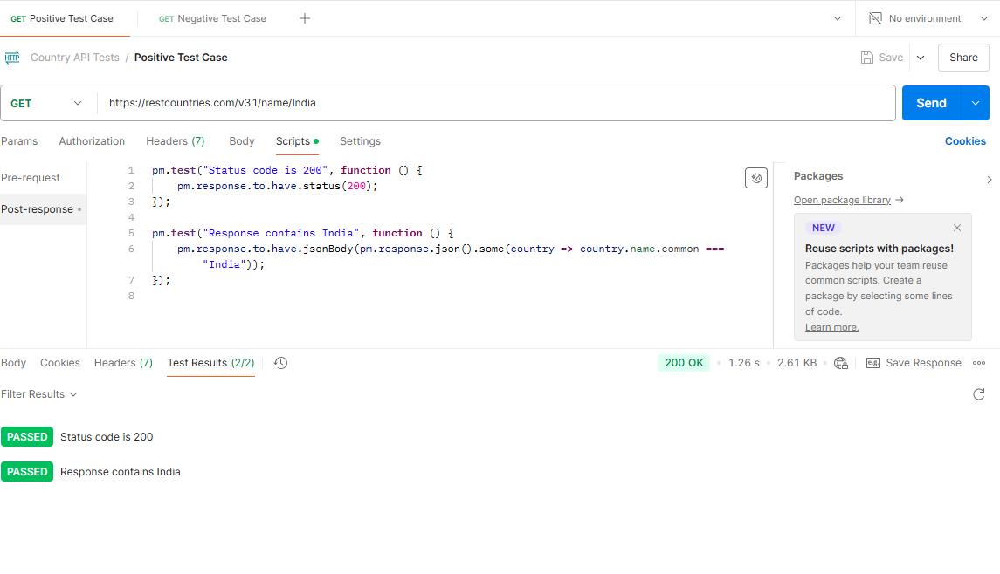 GET Positive Test Case
GET Negative Test Case
No environment
HTTP
Country API Tests / Positive Test Case
Save
Share
GET
https://restcountries.com/v3.1/name/India
Send
Params
Authorization
Headers (7)
Body
Scripts
Settings
Cookies
Pre-request
Post-response
1 pm.test("Status code is 200", function () {
2 pm.response.to.have.status(200);
3 });
4
5 pm.test("Response contains India", function () {
6 pm.response.to.have.jsonBody(pm.response.json().some(country => country.name.common ===
"India"));
7 });
8
Packages
Open package library →
NEW
Reuse scripts with packages!
Packages help your team reuse
common scripts. Create a
package by selecting some lines
of code.
Learn more.
Body
Cookies
Headers (7)
Test Results (2/2)
200 OK
1.26 s
2.61 KB
e.g.
Save Response
Filter Results
PASSED Status code is 200
PASSED Response contains India